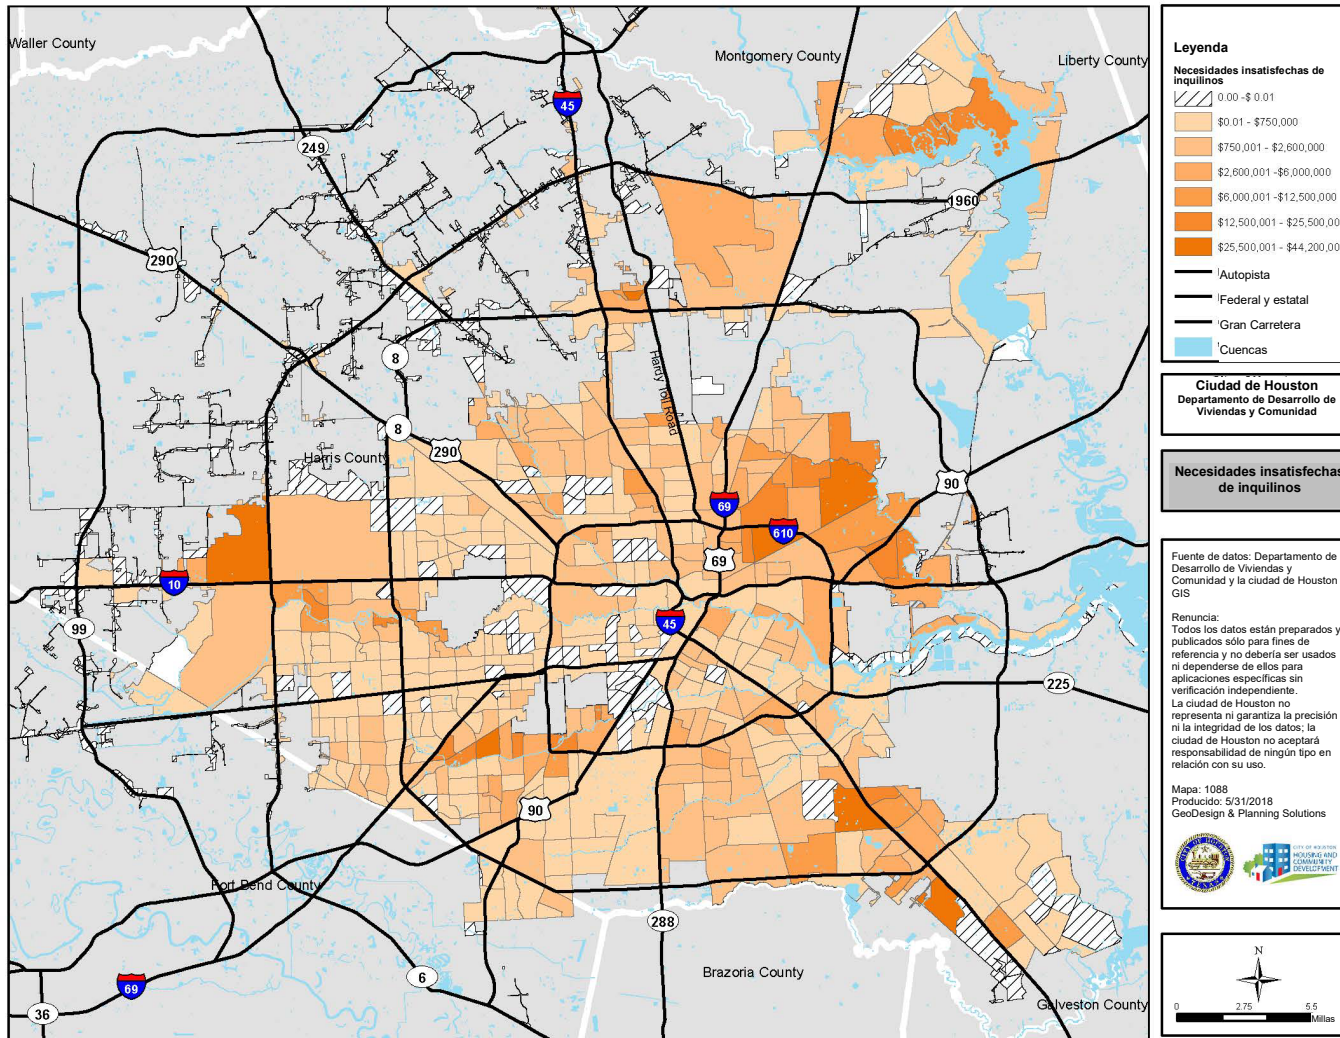 Waller County
Montgomery County
Liberty County
45
249
1960
290
8
Hardy Toll Road
8
Harris County
290
90
69
610
69
10
45
99
225
90
Fort Bend County
288
Brazoria County
6
69
36
Galveston County
Leyenda
Necesidades insatisfechas de
inquilinos
0.00 -$ 0.01
$0.01 - $750,000
$750,001 - $2,600,000
$2,600,001 -$6,000,000
$6,000,001 -$12,500,000
$12,500,001 - $25,500,00
$25,500,001 - $44,200,00
Autopista
Federal y estatal
Gran Carretera
Cuencas
Ciudad de Houston
Departamento de Desarrollo de
Viviendas y Comunidad
Necesidades insatisfechas
de inquilinos
Fuente de datos: Departamento de
Desarrollo de Viviendas y
Comunidad y la ciudad de Houston
GIS
Renuncia:
Todos los datos están preparados y
publicados sólo para fines de
referencia y no debería ser usados
ni dependerse de ellos para
aplicaciones específicas sin
verificación independiente.
La ciudad de Houston no
representa ni garantiza la precisión
ni la integridad de los datos; la
ciudad de Houston no aceptará
responsabilidad de ningún tipo en
relación con su uso.
Mapa: 1088
Producido: 5/31/2018
GeoDesign & Planning Solutions
CITY OF HOUSTON
HOUSING AND
COMMUNITY
DEVELOPMENT
N
0 2.75 5.5
Millas